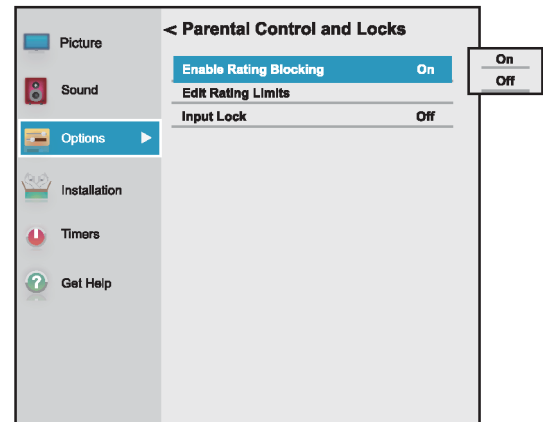 Picture
Sound
Options
Installation
Timers
Get Help
< Parental Control and Locks
Enable Rating Blocking On
Edit Rating Limits
Input Lock Off
On
Off